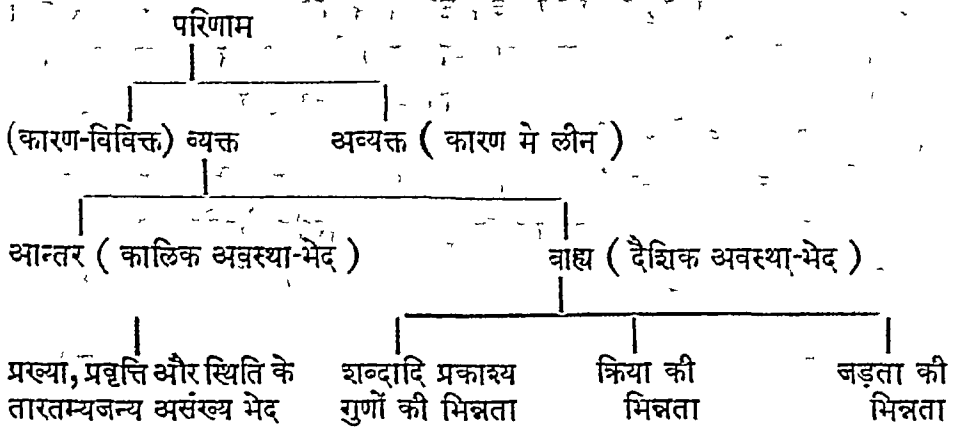 परिणाम
(कारण-विविक्त) व्यक्त अव्यक्त ( कारण मे लीन )
आन्तर ( कालिक अवस्था-भेद ) वाह्य ( दैशिक अवस्था-भेद )
प्रख्या, प्रवृत्ति और स्थिति के शब्दादि प्रकाश्य क्रिया की जड़ता की
तारतम्यजन्य असंख्य भेद गुणों की भिन्नता भिन्नता भिन्नता